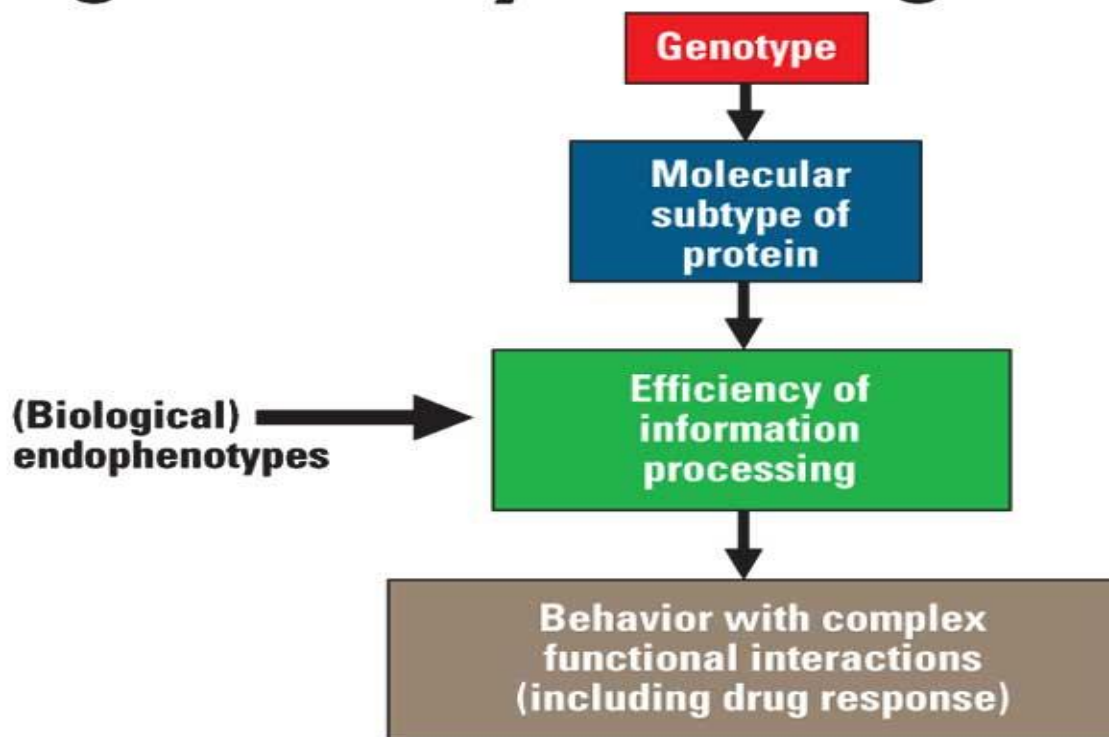 Genotype
Molecular
subtype of
protein
(Biological)
endophenotypes
Efficiency of
information
processing
Behavior with complex
functional interactions
(including drug response)